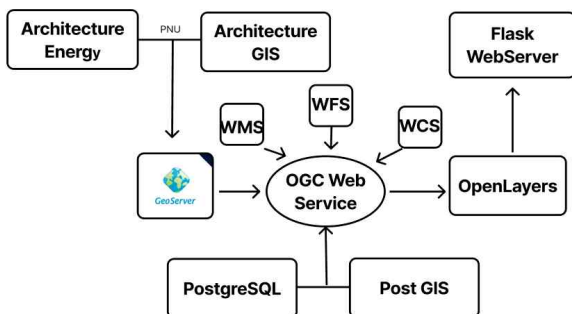 Architecture
Energy
PNU
Architecture
GIS
Flask
WebServer
WMS
WFS
WCS
GeoServer
OGC Web
Service
OpenLayers
PostgreSQL
Post GIS